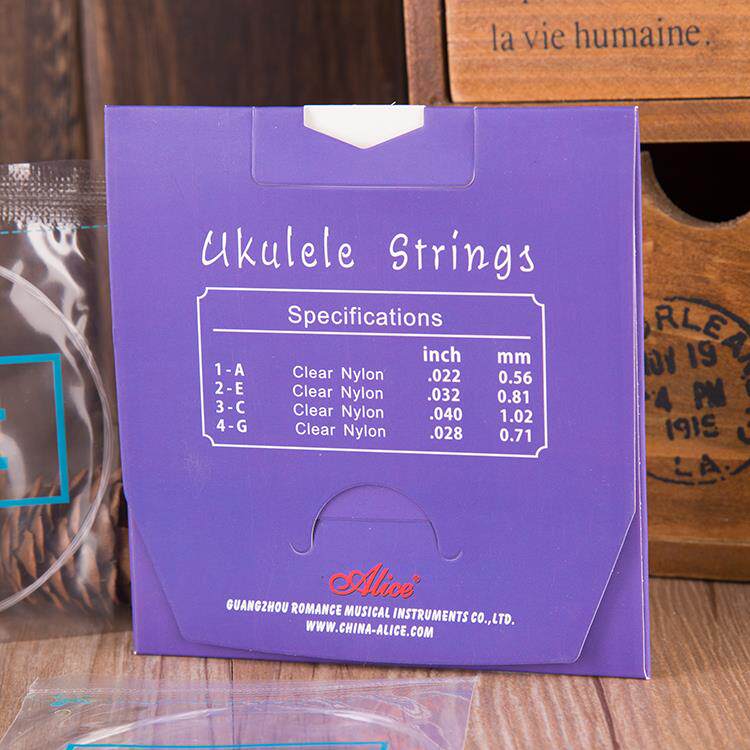 la vie humaine.
Ukulele Strings
Specifications
inch mm
1-A Clear Nylon .022 0.56
2-E Clear Nylon .032 0.81
3-C Clear Nylon .040 1.02
4-G Clear Nylon .028 0.71
Alice®
GUANGZHOU ROMANCE MUSICAL INSTRUMENTS CO.,LTD.
WWW.CHINA-ALICE.COM
19
4 PM
1915
LA.